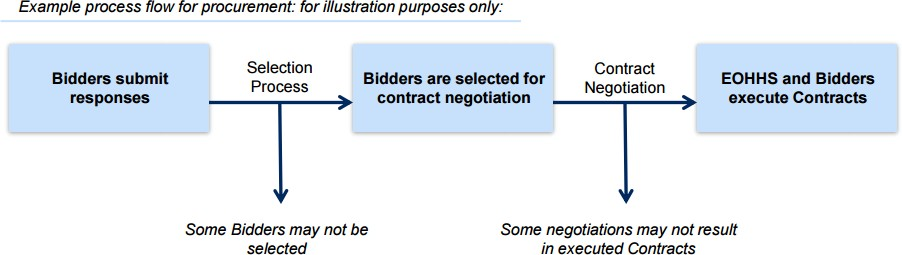 Example process flow for procurement: for illustration purposes only:
Bidders submit
responses
Selection
Process
Bidders are selected for
contract negotiation
Contract
Negotiation
EOHHS and Bidders
execute Contracts
Some Bidders may not be
selected
Some negotiations may not result
in executed Contracts